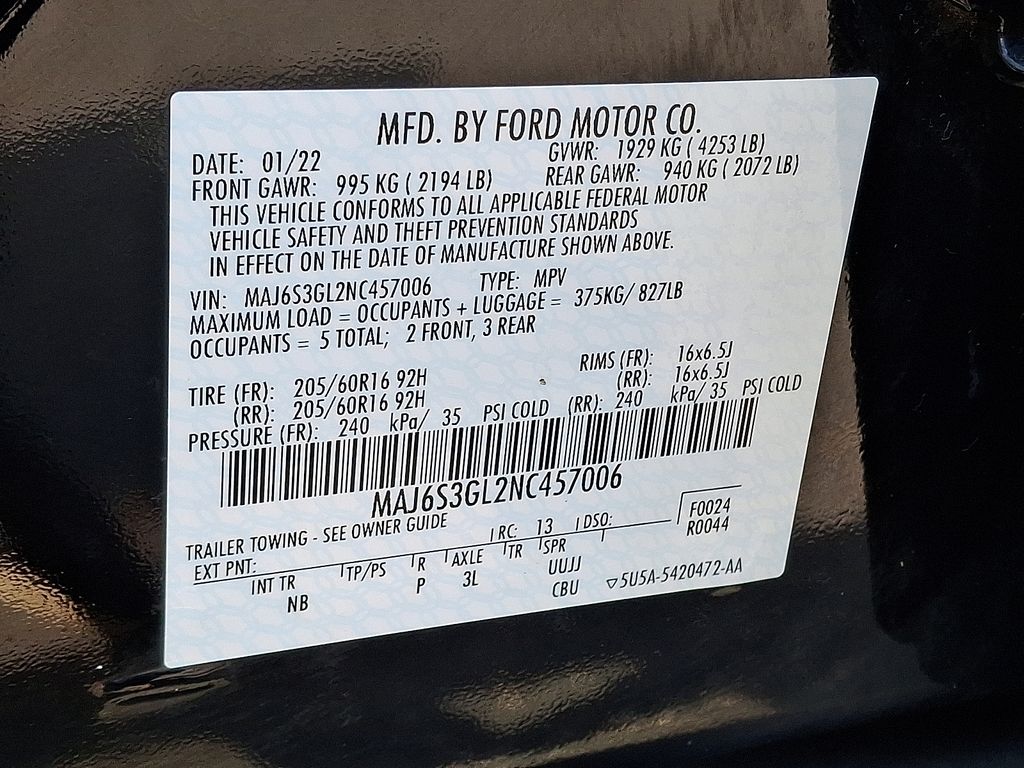 MFD. BY FORD MOTOR CO.
DATE: 01/22 GVWR: 1929 KG ( 4253 LB)
FRONT GAWR: 995 KG ( 2194 LB) REAR GAWR: 940 KG ( 2072 LB)
THIS VEHICLE CONFORMS TO ALL APPLICABLE FEDERAL MOTOR
VEHICLE SAFETY AND THEFT PREVENTION STANDARDS
IN EFFECT ON THE DATE OF MANUFACTURE SHOWN ABOVE.
VIN: MAJ6S3GL2NC457006 TYPE: MPV
MAXIMUM LOAD = OCCUPANTS + LUGGAGE = 375KG/ 827LB
OCCUPANTS = 5 TOTAL; 2 FRONT, 3 REAR
TIRE (FR): 205/60R16 92H RIMS (FR): 16x6.5J
(RR): 205/60R16 92H (RR): 16x6.5J
PRESSURE (FR): 240 kPa/ 35 PSI COLD (RR): 240 kPa/ 35 PSI COLD
MAJ6S3GL2NC457006
TRAILER TOWING - SEE OWNER GUIDE
EXT PNT: RC: 13 DSO: F0024
R0044
INT TR TP/PS R AXLE TR SPR
NB P 3L UUJJ
CBU ▽5U5A-5420472-AA